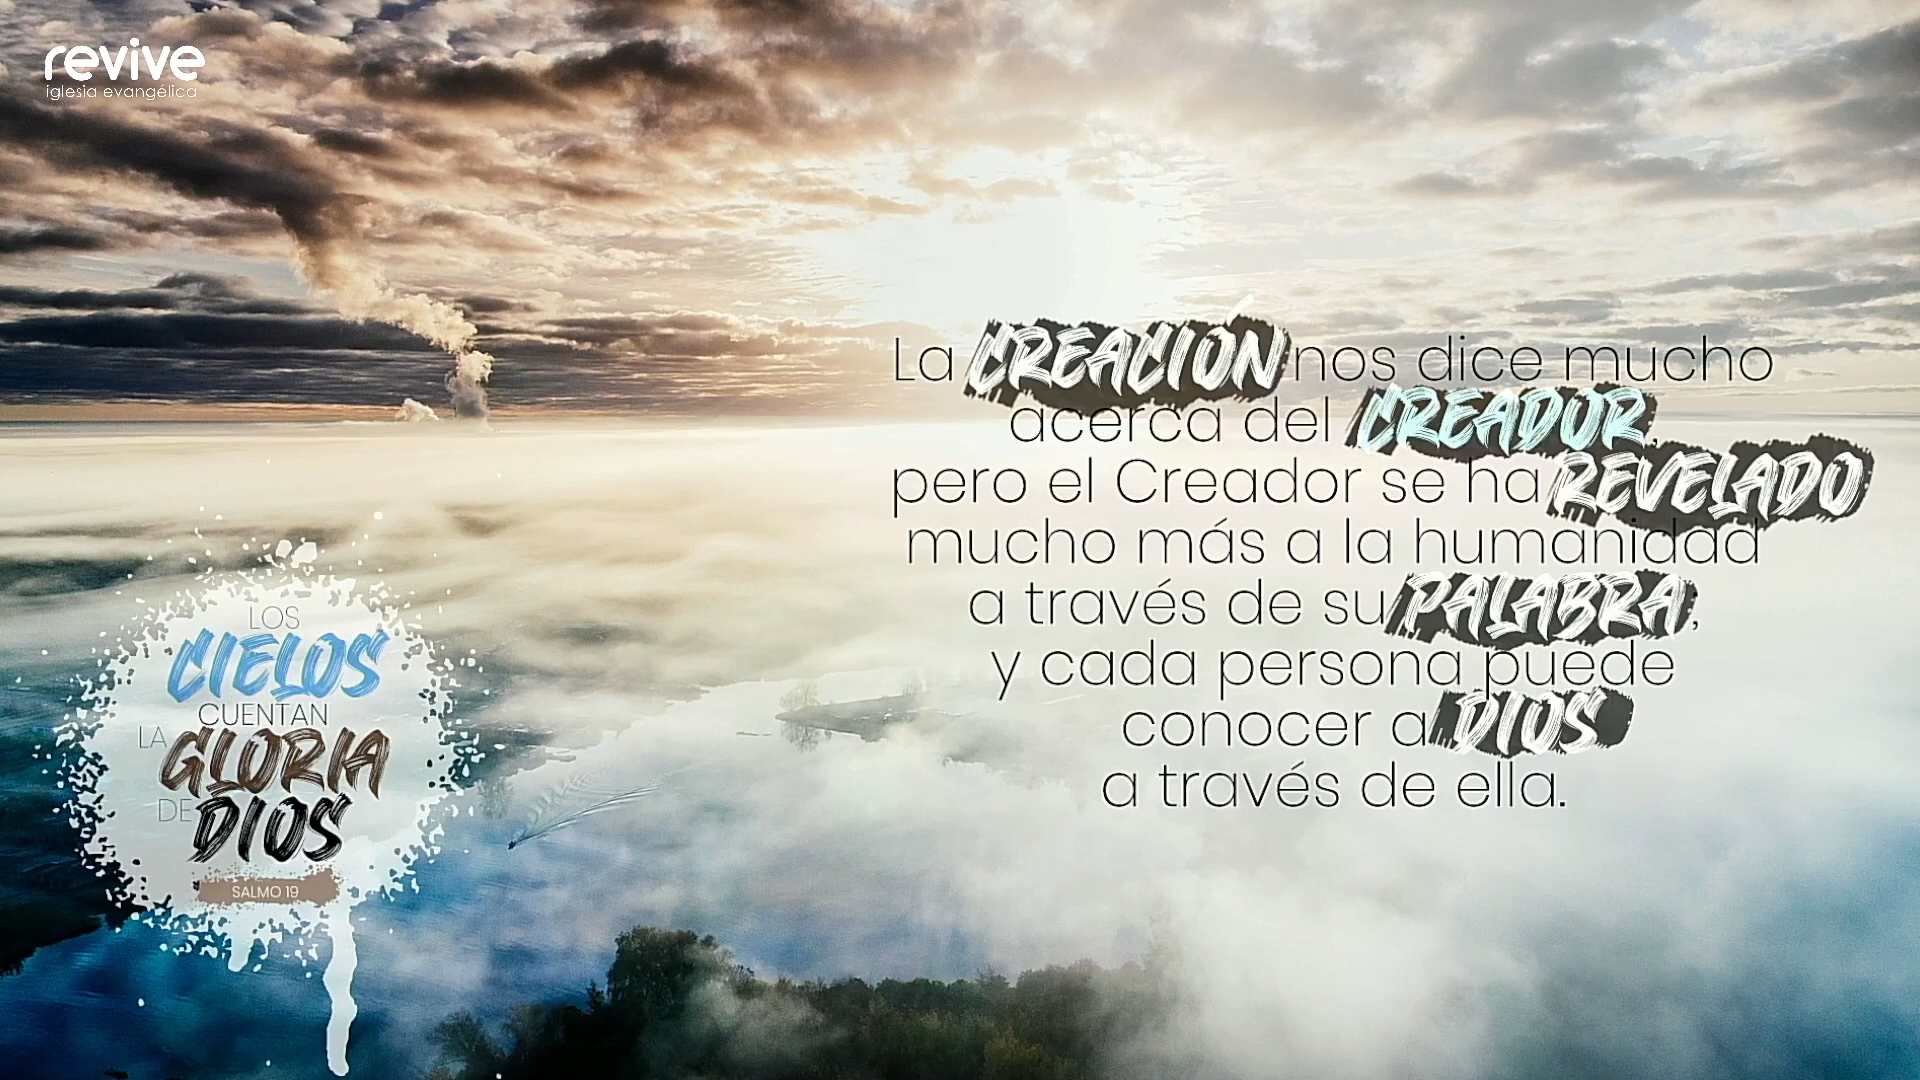 revive
iglesia evangélica
La CREACIÓN nos dice mucho
acerca del CREADOR,
pero el Creador se ha REVELADO
mucho más a la humanidad
a través de su PALABRA,
y cada persona puede
conocer a DIOS
a través de ella.
LOS
CIELOS
CUENTAN
LA GLORIA
DE DIOS
SALMO 19